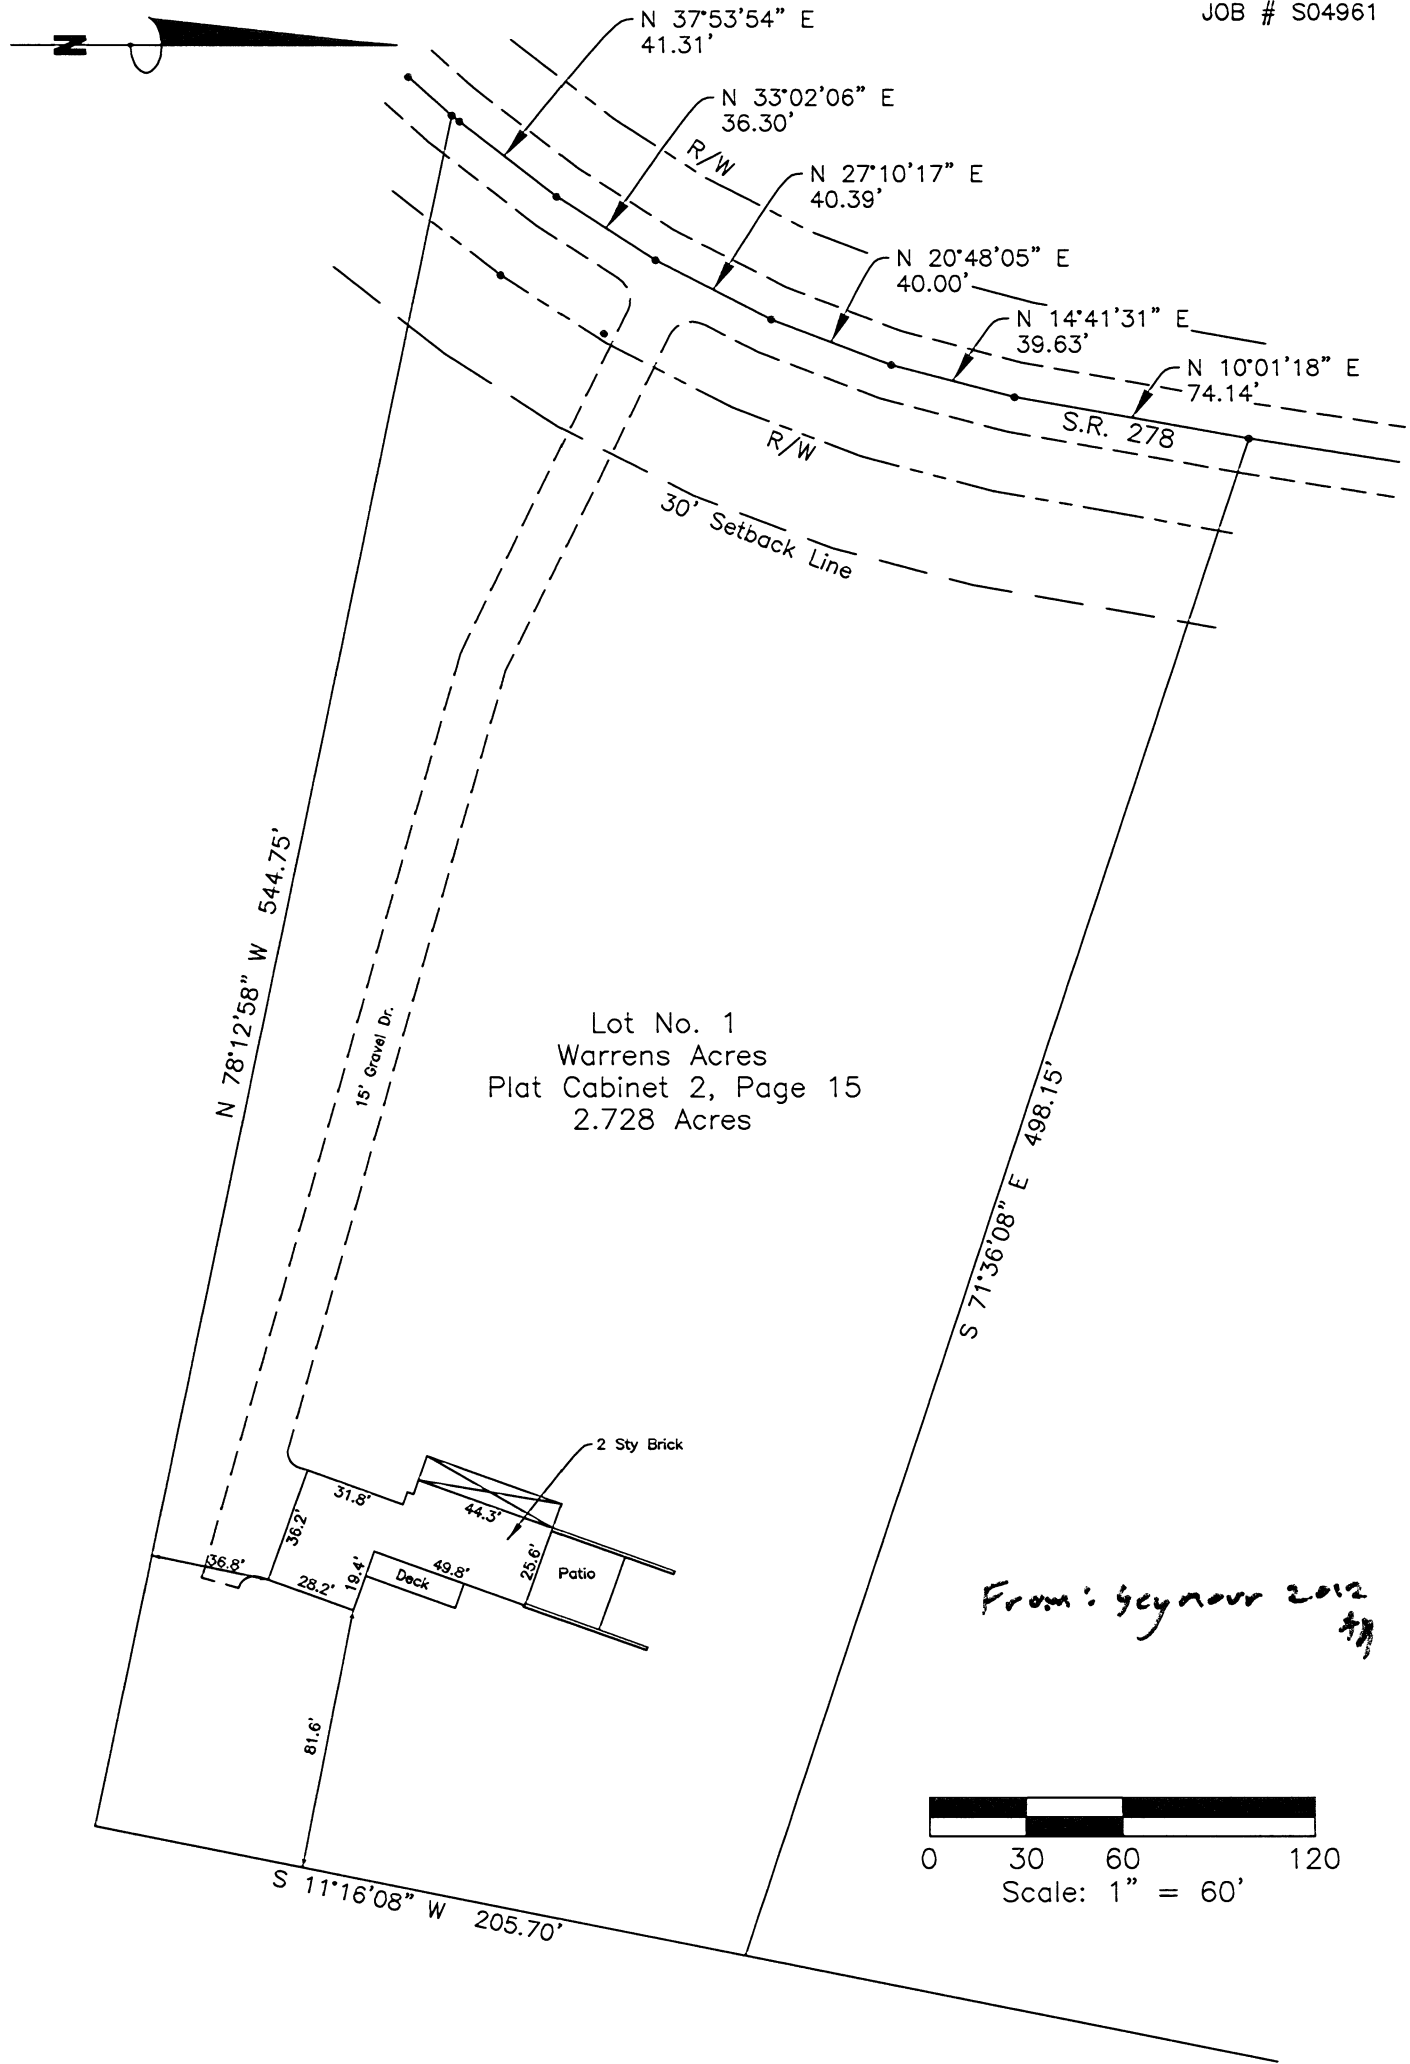 JOB # S04961
N
N 37°53'54" E
41.31'
N 33°02'06" E
36.30'
R/W
N 27°10'17" E
40.39'
N 20°48'05" E
40.00'
N 14°41'31" E
39.63'
N 10°01'18" E
74.14'
S.R. 278
R/W
30' Setback Line
N 78°12'58" W 544.75'
15' Gravel Dr.
Lot No. 1
Warrens Acres
Plat Cabinet 2, Page 15
2.728 Acres
S 71°36'08" E 498.15'
2 Sty Brick
31.8'
44.3'
36.2'
36.8'
28.2'
19.4'
49.8'
Deck
25.6'
Patio
From: Seymour 2012
81.6'
S 11°16'08" W 205.70'
0 30 60 120
Scale: 1" = 60'